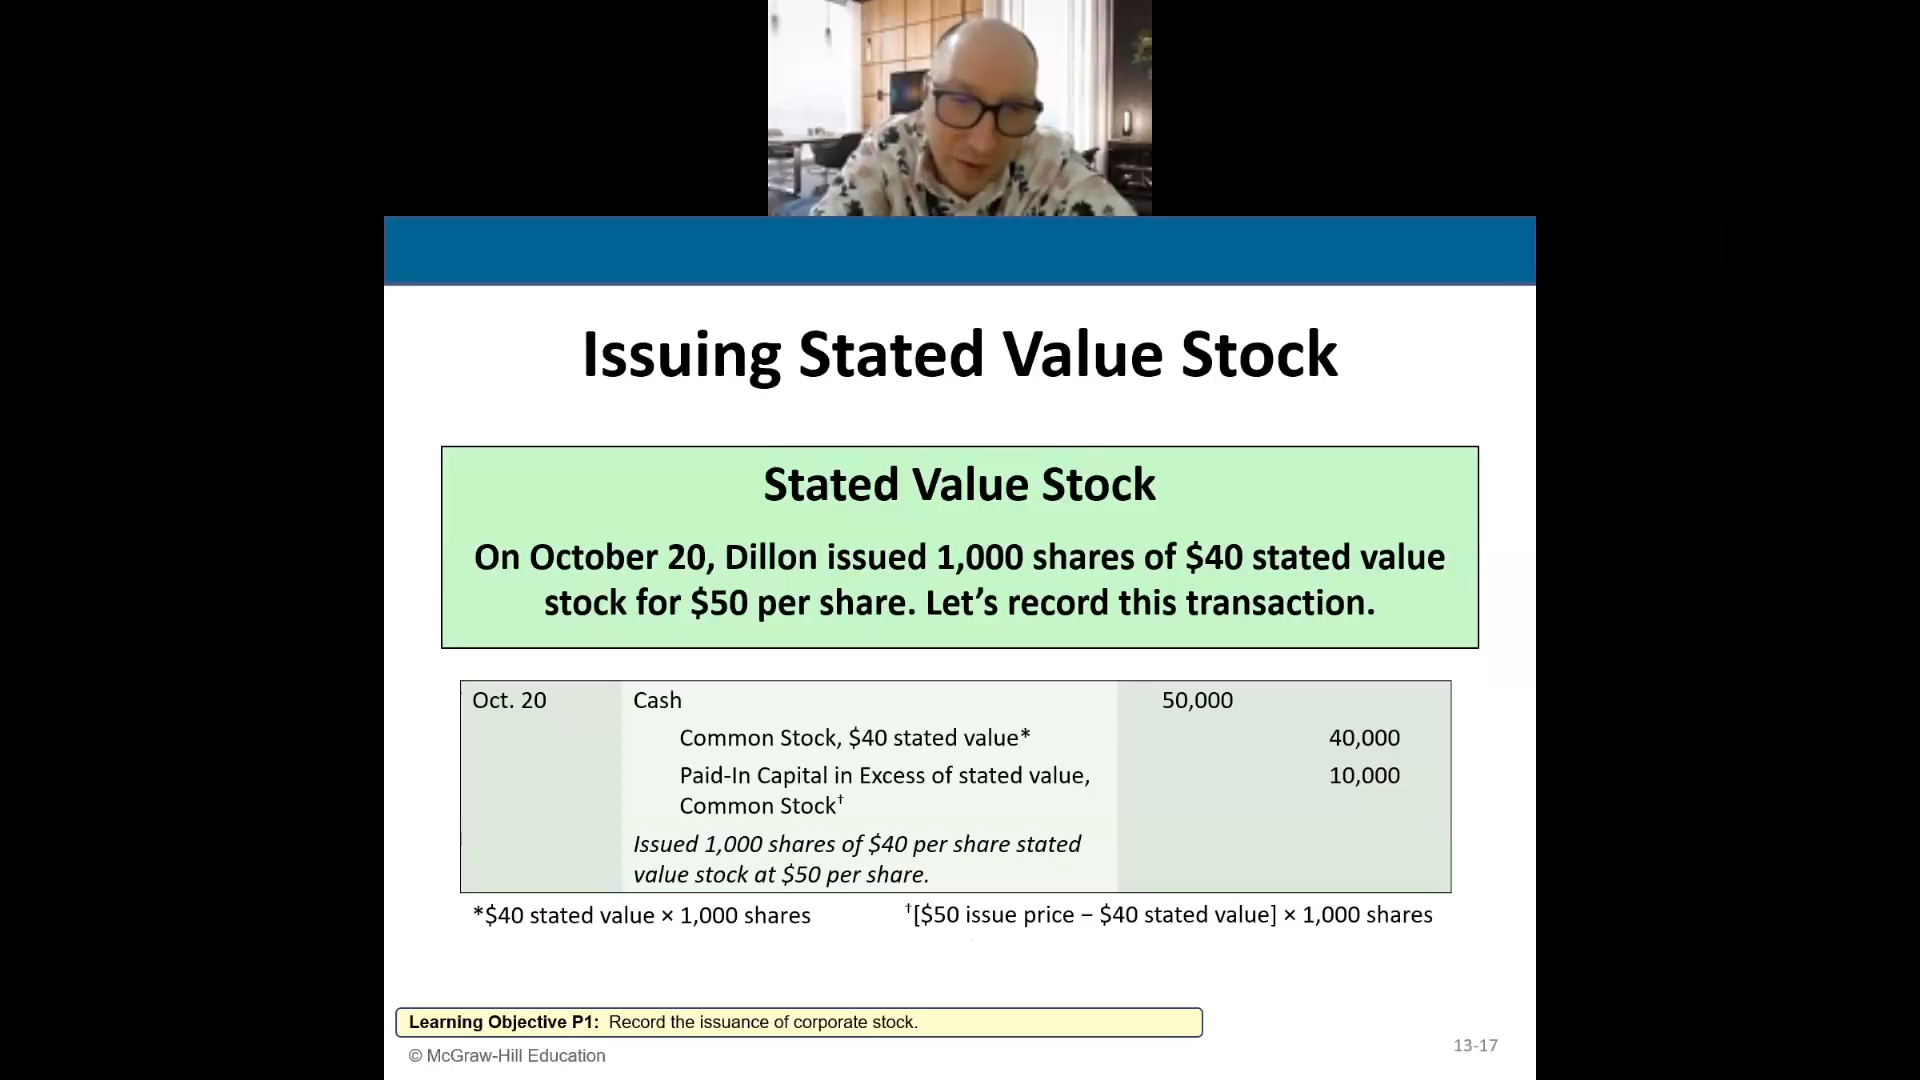 Issuing Stated Value Stock
Stated Value Stock
On October 20, Dillon issued 1,000 shares of $40 stated value
stock for $50 per share. Let’s record this transaction.
Oct. 20 Cash 50,000
Common Stock, $40 stated value* 40,000
Paid-In Capital in Excess of stated value, 10,000
Common Stock†
Issued 1,000 shares of $40 per share stated
value stock at $50 per share.
*$40 stated value × 1,000 shares †[$50 issue price − $40 stated value] × 1,000 shares
Learning Objective P1: Record the issuance of corporate stock.
© McGraw-Hill Education 13-17